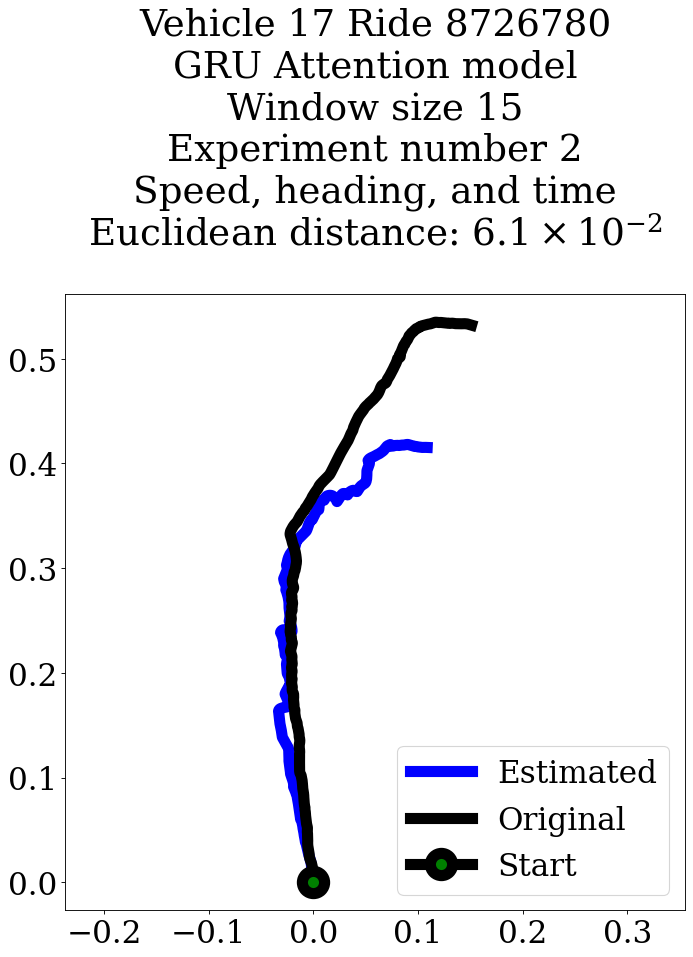 Vehicle 17 Ride 8726780
GRU Attention model
Window size 15
Experiment number 2
Speed, heading, and time
Euclidean distance: 6.1 × 10⁻²
0.5
0.4
0.3
0.2
0.1
0.0
Estimated
Original
Start
−0.2 −0.1 0.0 0.1 0.2 0.3